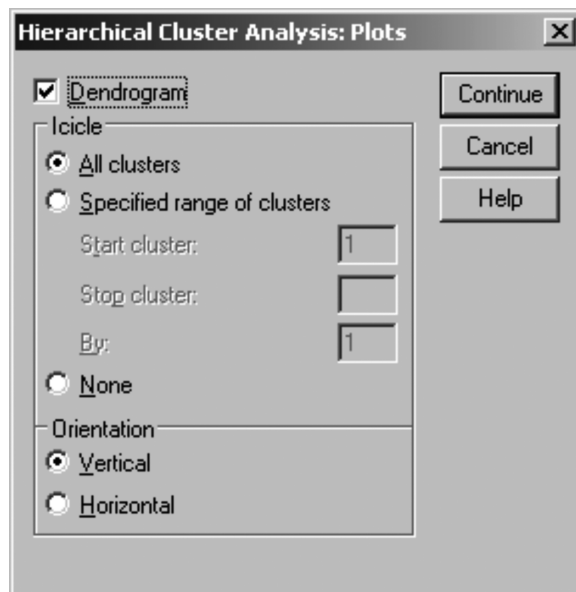 Hierarchical Cluster Analysis: Plots
Dendrogram
Continue
Icicle
Cancel
All clusters
Specified range of clusters
Help
Start cluster: 1
Stop cluster:
By: 1
None
Orientation
Vertical
Horizontal